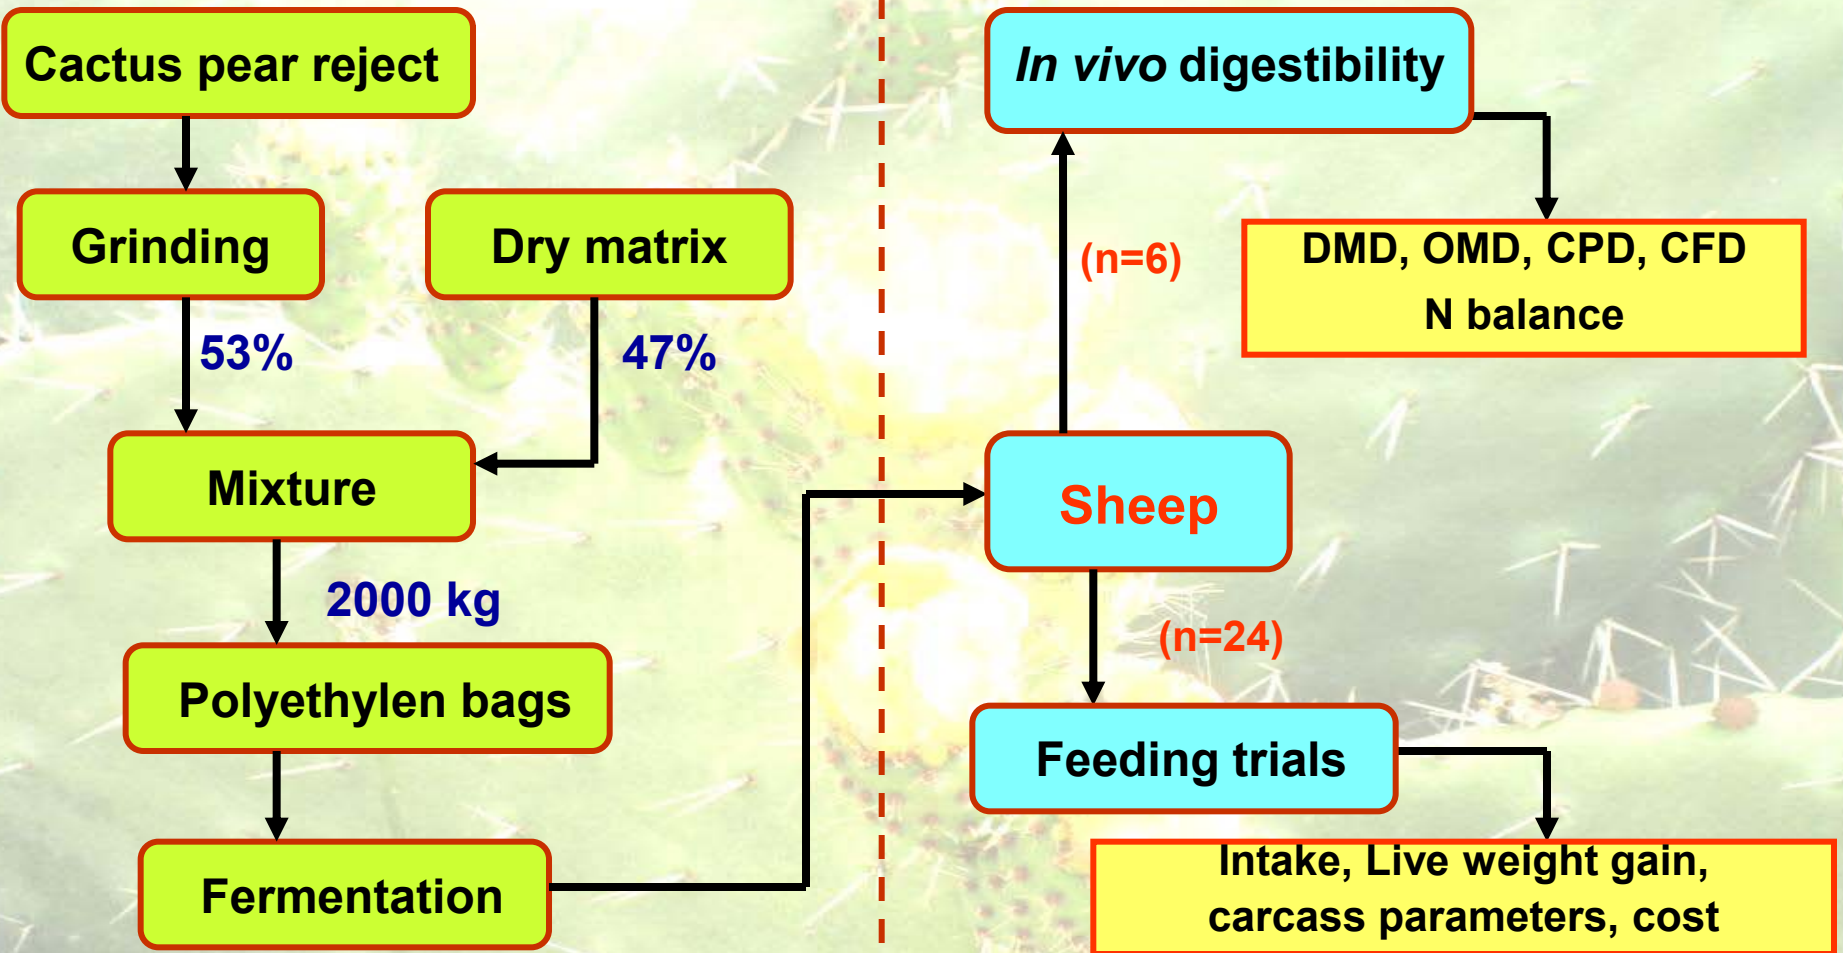 Cactus pear reject
Grinding
Dry matrix
53%
47%
Mixture
2000 kg
Polyethylen bags
Fermentation
In vivo digestibility
(n=6)
DMD, OMD, CPD, CFD
N balance
Sheep
(n=24)
Feeding trials
Intake, Live weight gain,
carcass parameters, cost